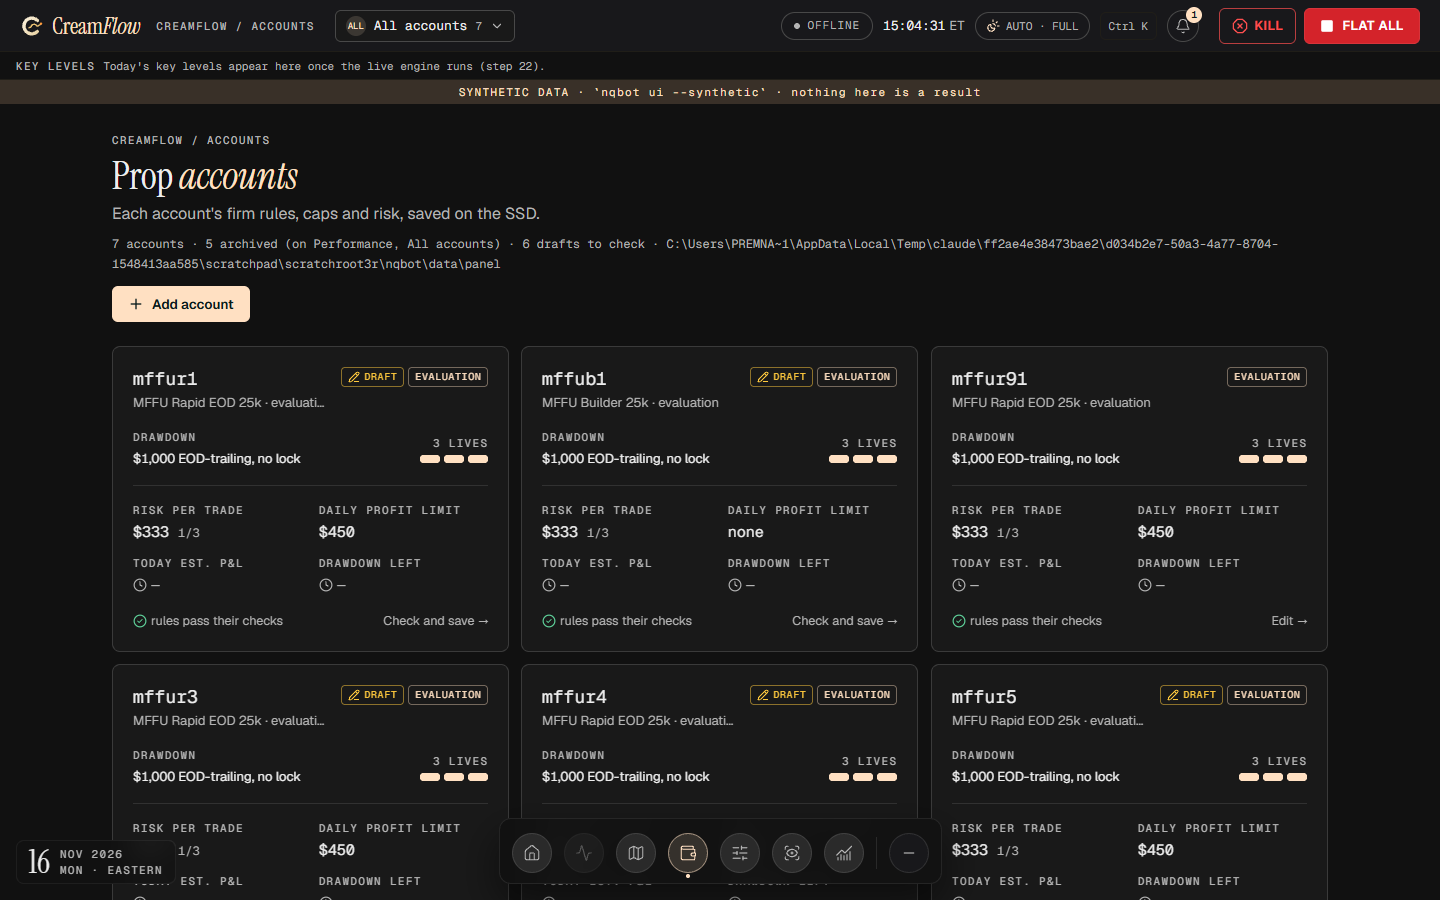 CreamFlow CREAMFLOW / ACCOUNTS ALL All accounts 7 OFFLINE 15:04:31 ET AUTO · FULL Ctrl K 1 KILL FLAT ALL
KEY LEVELS Today's key levels appear here once the live engine runs (step 22).
SYNTHETIC DATA · `nqbot ui --synthetic` · nothing here is a result
CREAMFLOW / ACCOUNTS
Prop accounts
Each account's firm rules, caps and risk, saved on the SSD.
7 accounts · 5 archived (on Performance, All accounts) · 6 drafts to check · C:\Users\PREMNA~1\AppData\Local\Temp\claude\ff2ae4e38473bae2\d034b2e7-50a3-4a77-8704-
1548413aa585\scratchpad\scratchroot3r\nqbot\data\panel
+ Add account
mffur1 DRAFT EVALUATION
MFFU Rapid EOD 25k · evaluati…
DRAWDOWN
3 LIVES
$1,000 EOD-trailing, no lock
RISK PER TRADE DAILY PROFIT LIMIT
$333 1/3 $450
TODAY EST. P&L DRAWDOWN LEFT
– –
rules pass their checks Check and save →
mffub1 DRAFT EVALUATION
MFFU Builder 25k · evaluation
DRAWDOWN
3 LIVES
$1,000 EOD-trailing, no lock
RISK PER TRADE DAILY PROFIT LIMIT
$333 1/3 none
TODAY EST. P&L DRAWDOWN LEFT
– –
rules pass their checks Check and save →
mffur91 EVALUATION
MFFU Rapid EOD 25k · evaluation
DRAWDOWN
3 LIVES
$1,000 EOD-trailing, no lock
RISK PER TRADE DAILY PROFIT LIMIT
$333 1/3 $450
TODAY EST. P&L DRAWDOWN LEFT
– –
rules pass their checks Edit →
mffur3 DRAFT EVALUATION
MFFU Rapid EOD 25k · evaluati…
DRAWDOWN
3 LIVES
$1,000 EOD-trailing, no lock
RISK PER TRADE DAILY PROFIT LIMIT
1/3 $450
EST. P&L DRAWDOWN LEFT
mffur4 DRAFT EVALUATION
MFFU Rapid EOD 25k · evaluati…
DRAWDOWN
3 LIVES
$1,000 EOD-trailing, no lock
mffur5 DRAFT EVALUATION
MFFU Rapid EOD 25k · evaluati…
DRAWDOWN
3 LIVES
$1,000 EOD-trailing, no lock
RISK PER TRADE DAILY PROFIT LIMIT
$333 1/3 $450
TODAY EST. P&L DRAWDOWN LEFT
16 NOV 2026
MON · EASTERN